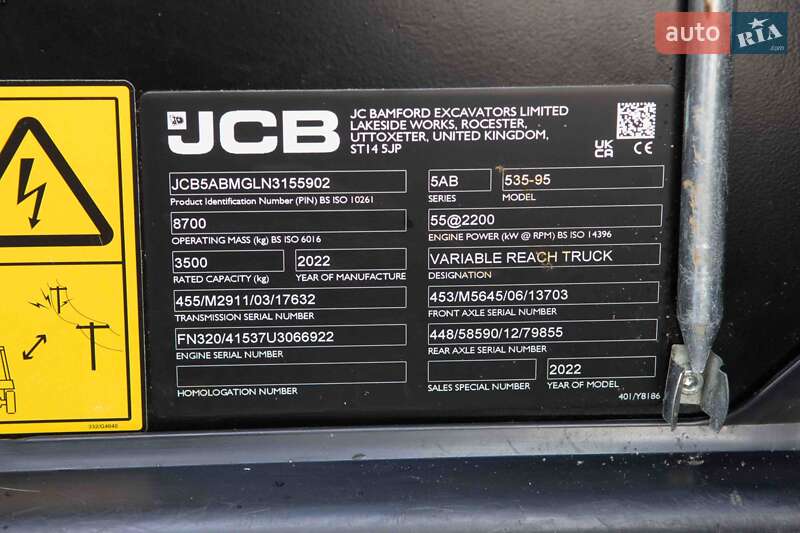 auto RIA .com
JCB
JC BAMFORD EXCAVATORS LIMITED
LAKESIDE WORKS, ROCESTER,
UTTOXETER, UNITED KINGDOM,
ST14 5JP
UK
CA
CE
JCB5ABMGLN3155902
Product Identification Number (PIN) BS ISO 10261
5AB
SERIES
535-95
MODEL
8700
OPERATING MASS (kg) BS ISO 6016
55@2200
ENGINE POWER (kW @ RPM) BS ISO 14396
3500
RATED CAPACITY (kg)
2022
YEAR OF MANUFACTURE
VARIABLE REACH TRUCK
DESIGNATION
455/M2911/03/17632
TRANSMISSION SERIAL NUMBER
453/M5645/06/13703
FRONT AXLE SERIAL NUMBER
FN320/41537U3066922
ENGINE SERIAL NUMBER
448/58590/12/79855
REAR AXLE SERIAL NUMBER
HOMOLOGATION NUMBER
SALES SPECIAL NUMBER
2022
YEAR OF MODEL
401/Y8186